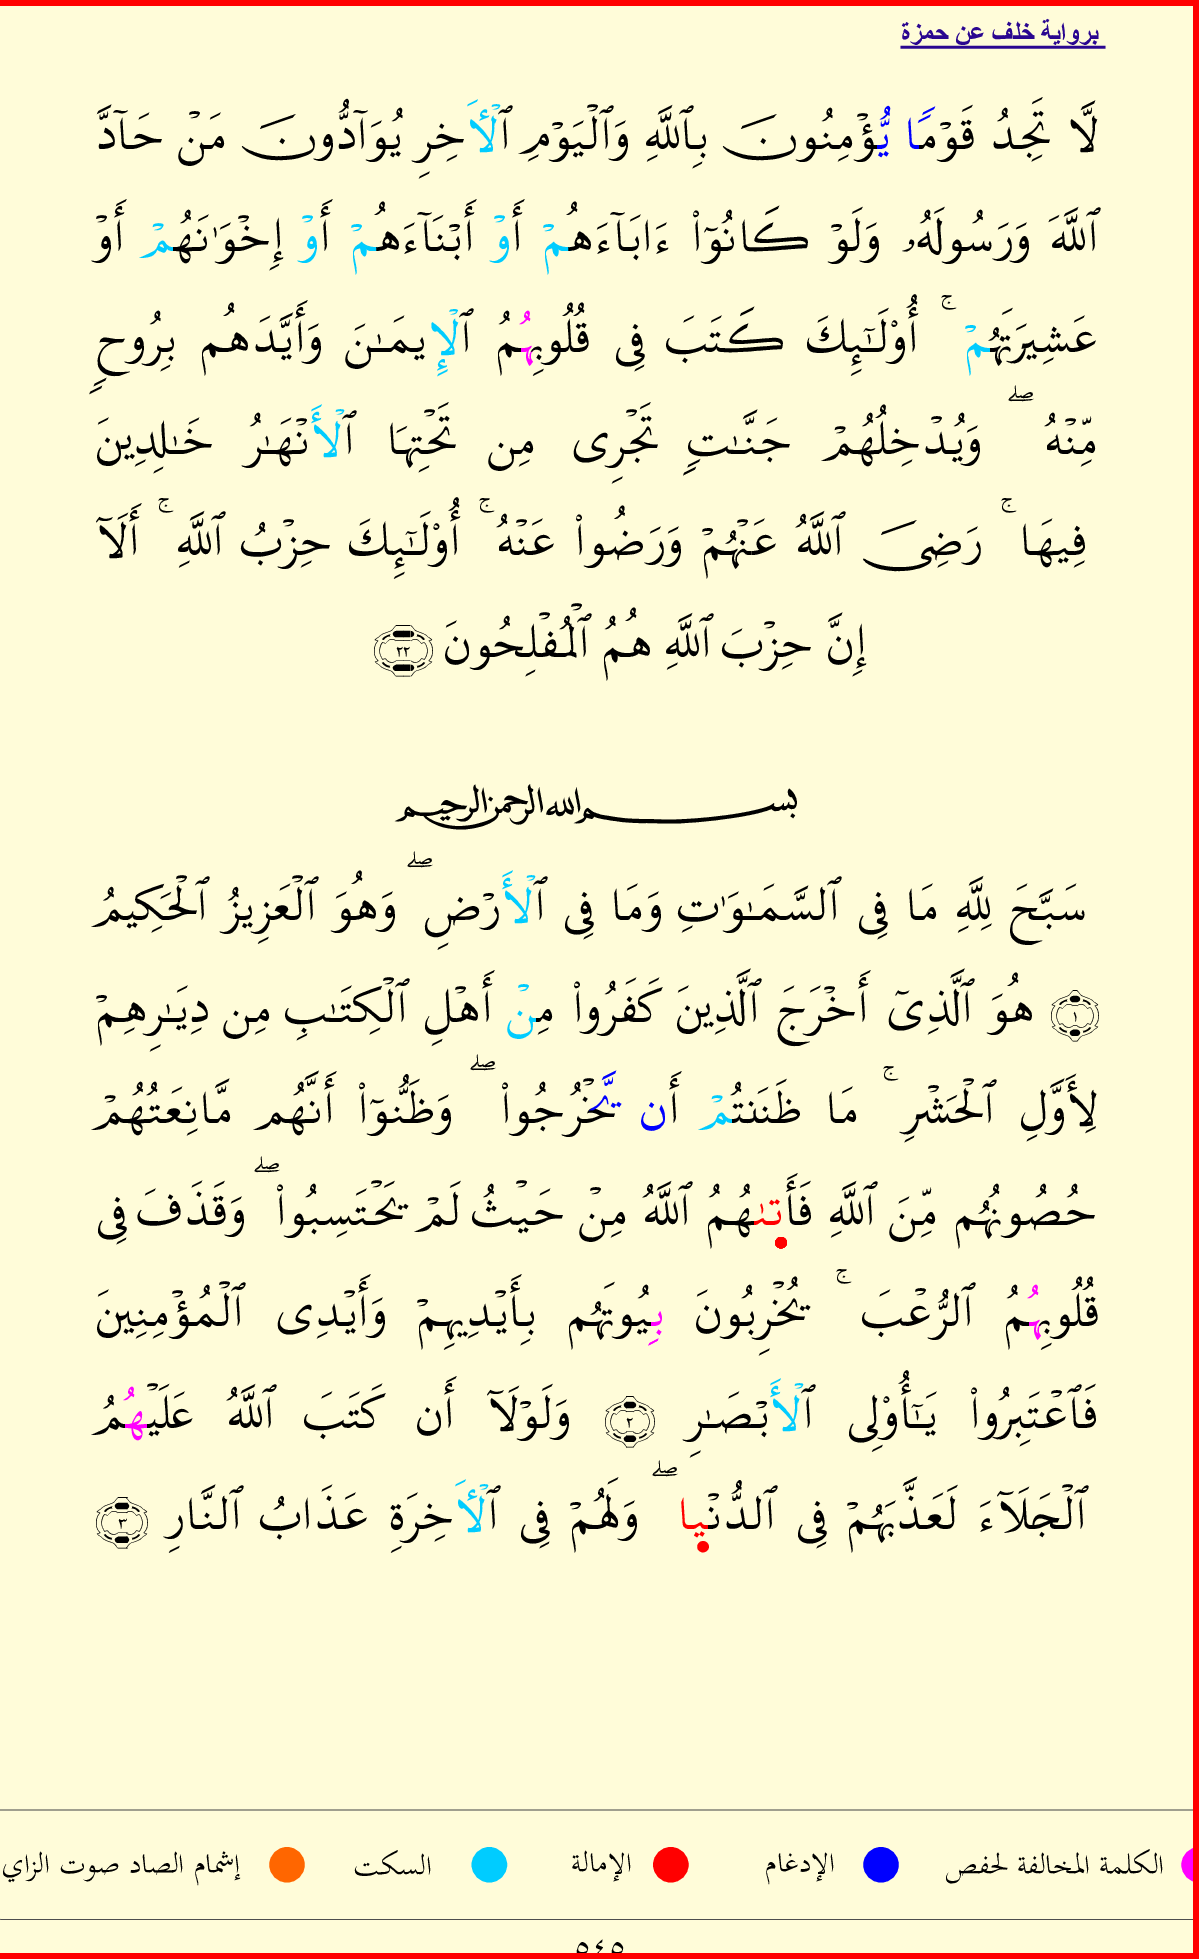 برواية خلف عن حمزة
لَّا تَجِدُ قَوْمًا يُّؤْمِنُونَ بِٱللَّهِ وَٱلْيَوْمِ ٱلْأَخِرِ يُوَآدُّونَ مَنْ حَآدَّ
ٱللَّهَ وَرَسُولَهُۥ وَلَوْ كَانُوٓا۟ ءَابَآءَهُمْ أَوْ أَبْنَآءَهُمْ أَوْ إِخْوَٰنَهُمْ أَوْ
عَشِيرَتَهُمْ ۚ أُو۟لَـٰٓئِكَ كَتَبَ فِى قُلُوبِهُمُ ٱلْإِيمَـٰنَ وَأَيَّدَهُم بِرُوحٍ
مِّنْهُ ۖ وَيُدْخِلُهُمْ جَنَّـٰتٍ تَجْرِى مِن تَحْتِهَا ٱلْأَنْهَـٰرُ خَـٰلِدِينَ
فِيهَا ۚ رَضِىَ ٱللَّهُ عَنْهُمْ وَرَضُوا۟ عَنْهُ ۚ أُو۟لَـٰٓئِكَ حِزْبُ ٱللَّهِ ۚ أَلَآ
إِنَّ حِزْبَ ٱللَّهِ هُمُ ٱلْمُفْلِحُونَ ٢٢
بسم الله الرحمن الرحيم
سَبَّحَ لِلَّهِ مَا فِى ٱلسَّمَـٰوَٰتِ وَمَا فِى ٱلْأَرْضِ ۖ وَهُوَ ٱلْعَزِيزُ ٱلْحَكِيمُ
١ هُوَ ٱلَّذِىٓ أَخْرَجَ ٱلَّذِينَ كَفَرُوا۟ مِنْ أَهْلِ ٱلْكِتَـٰبِ مِن دِيَـٰرِهِمْ
لِأَوَّلِ ٱلْحَشْرِ ۚ مَا ظَنَنتُمْ أَن يَّخْرُجُوا۟ ۖ وَظَنُّوٓا۟ أَنَّهُم مَّانِعَتُهُمْ
حُصُونُهُم مِّنَ ٱللَّهِ فَأَتَىٰهُمُ ٱللَّهُ مِنْ حَيْثُ لَمْ يَحْتَسِبُوا۟ ۖ وَقَذَفَ فِى
قُلُوبِهُمُ ٱلرُّعْبَ ۚ يُخْرِبُونَ بِيُوتَهُم بِأَيْدِيهِمْ وَأَيْدِى ٱلْمُؤْمِنِينَ
فَٱعْتَبِرُوا۟ يَـٰٓأُو۟لِى ٱلْأَبْصَـٰرِ ٢ وَلَوْلَآ أَن كَتَبَ ٱللَّهُ عَلَيْهُمُ
ٱلْجَلَآءَ لَعَذَّبَهُمْ فِى ٱلدُّنْيَا ۖ وَلَهُمْ فِى ٱلْأَخِرَةِ عَذَابُ ٱلنَّارِ ٣
الكلمة المخالفة لحفص الإدغام الإمالة السكت إشمام الصاد صوت الزاي
٥٤٥